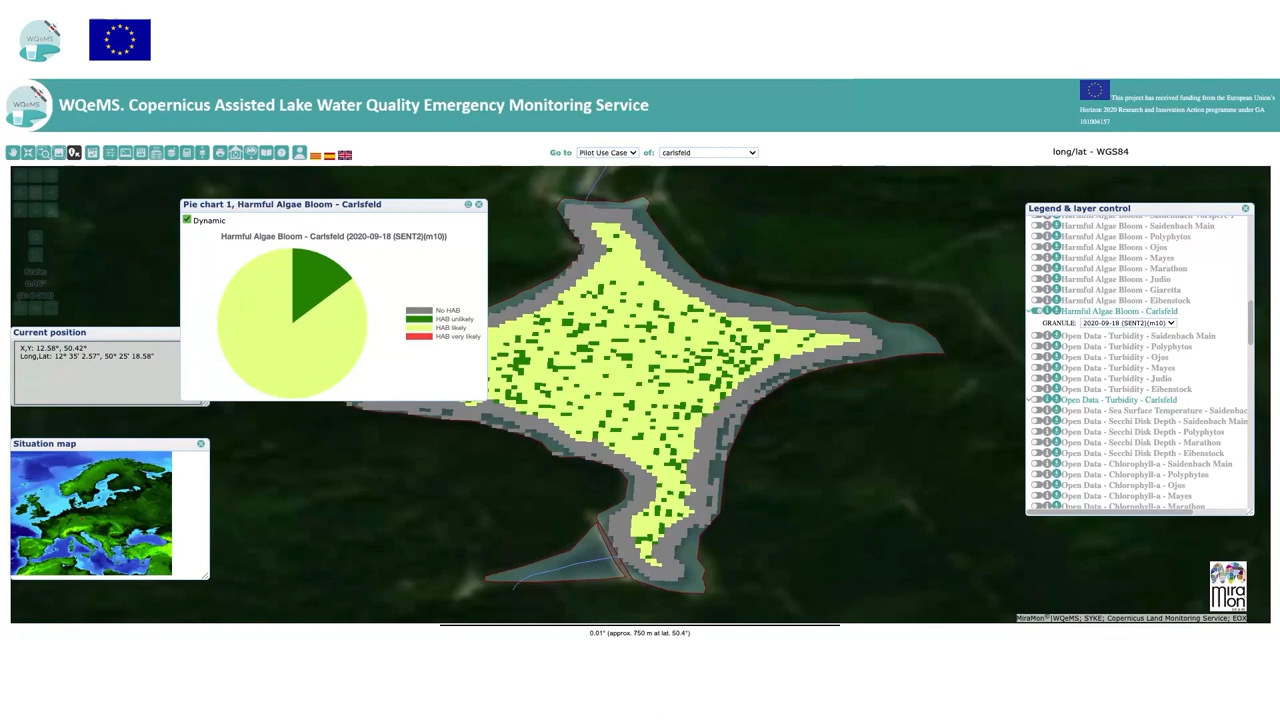 WQeMS
WQeMS
WQeMS. Copernicus Assisted Lake Water Quality Emergency Monitoring Service
This project has received funding from the European Union's
Horizon 2020 Research and Innovation Action programme under GA
101004157
Go to Pilot Use Case of: carlsfeld
long/lat - WGS84
Pie chart 1, Harmful Algae Bloom - Carlsfeld
Dynamic
Harmful Algae Bloom - Carlsfeld (2020-09-18 (SENT2)(m10))
No HAB
HAB unlikely
HAB likely
HAB very likely
Scale:
Current position
X,Y: 12.58°, 50.42°
Long,Lat: 12° 35' 2.57", 50° 25' 18.58"
Situation map
Legend & layer control
Harmful Algae Bloom - Saidenbach Main
Harmful Algae Bloom - Polyphytos
Harmful Algae Bloom - Ojos
Harmful Algae Bloom - Mayes
Harmful Algae Bloom - Marathon
Harmful Algae Bloom - Judio
Harmful Algae Bloom - Giaretta
Harmful Algae Bloom - Eibenstock
Harmful Algae Bloom - Carlsfeld
GRANULE: 2020-09-18 (SENT2)(m10)
Open Data - Turbidity - Saidenbach Main
Open Data - Turbidity - Polyphytos
Open Data - Turbidity - Ojos
Open Data - Turbidity - Mayes
Open Data - Turbidity - Judio
Open Data - Turbidity - Eibenstock
Open Data - Turbidity - Carlsfeld
Open Data - Sea Surface Temperature - Saidenbac
Open Data - Secchi Disk Depth - Saidenbach Main
Open Data - Secchi Disk Depth - Polyphytos
Open Data - Secchi Disk Depth - Marathon
Open Data - Secchi Disk Depth - Eibenstock
Open Data - Chlorophyll-a - Saidenbach Main
Open Data - Chlorophyll-a - Polyphytos
Open Data - Chlorophyll-a - Ojos
Open Data - Chlorophyll-a - Mayes
Open Data - Chlorophyll-a - Marathon
mira
Mon
MiraMon©|WQeMS; SYKE; Copernicus Land Monitoring Service; EOX
0.01° (approx. 750 m at lat. 50.4°)